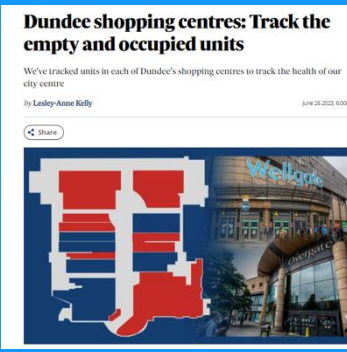 Dundee shopping centres: Track the
empty and occupied units
We've tracked units in each of Dundee's shopping centres to track the health of our
city centre
by Lesley-Anne Kelly
June 26 2023, 6:00
Share
Wellgate
overgate